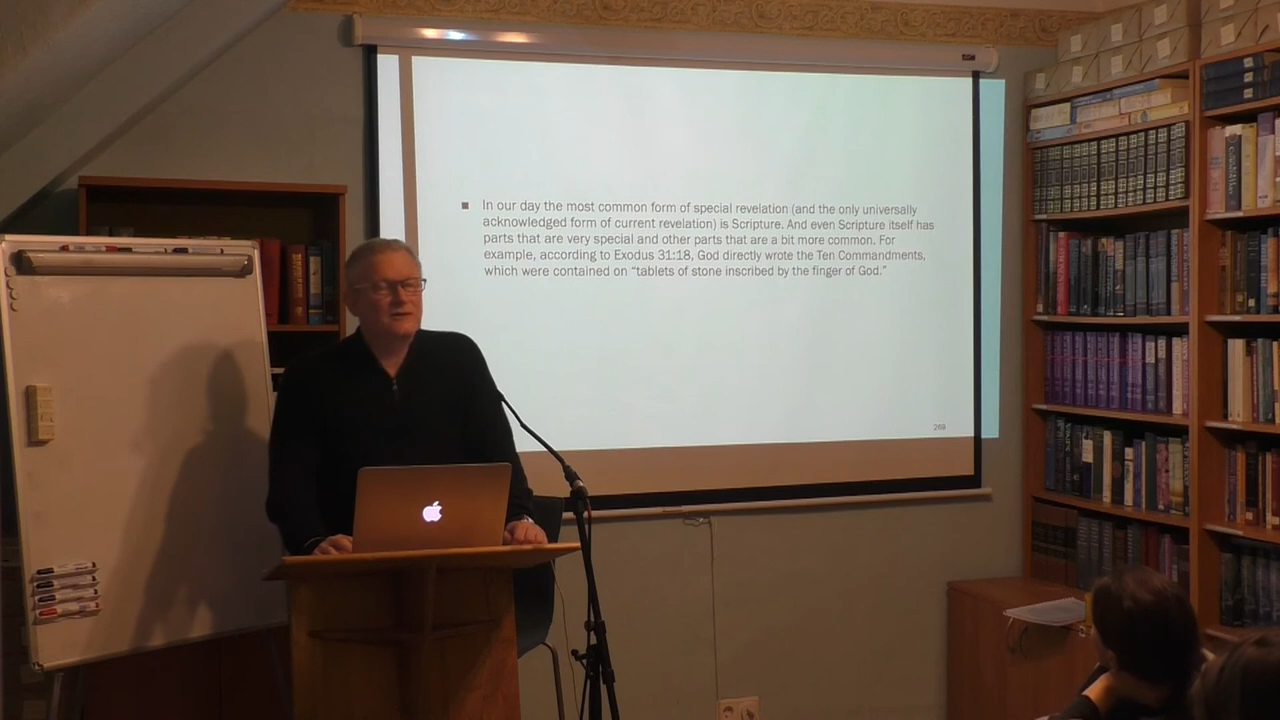 ■ In our day the most common form of special revelation (and the only universally
acknowledged form of current revelation) is Scripture. And even Scripture itself has
parts that are very special and other parts that are a bit more common. For
example, according to Exodus 31:18, God directly wrote the Ten Commandments,
which were contained on “tablets of stone inscribed by the finger of God.”
269